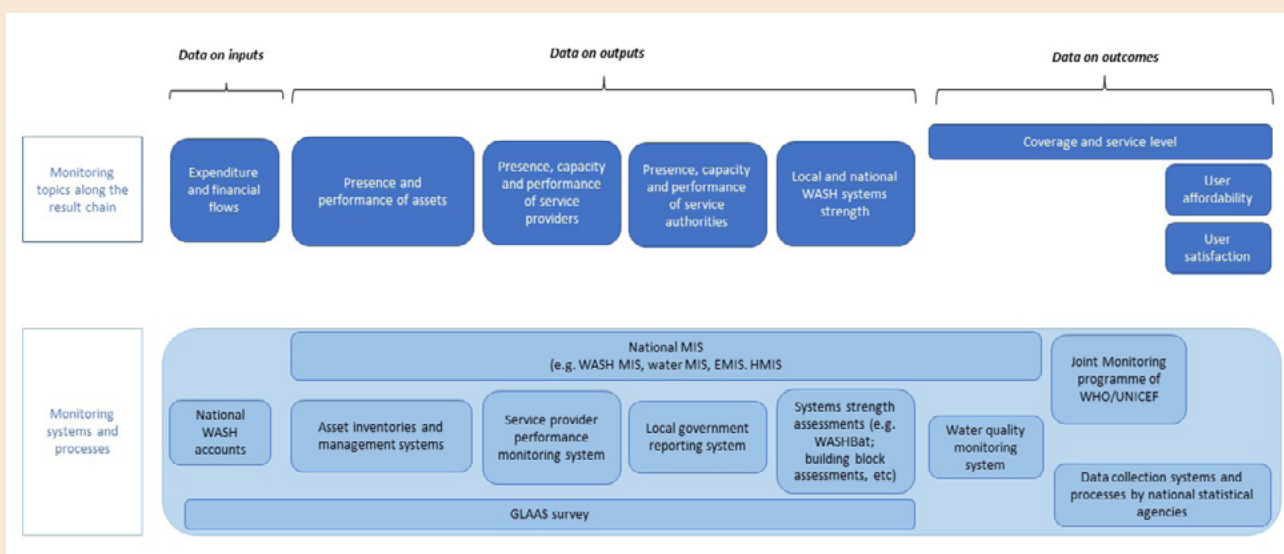 Data on inputs
Data on outputs
Data on outcomes
Monitoring
topics along the
result chain
Expenditure
and financial
flows
Presence and
performance of assets
Presence, capacity
and performance
of service
providers
Presence, capacity
and performance
of service
authorities
Local and national
WASH systems
strength
Coverage and service level
User
affordability
User
satisfaction
Monitoring
systems and
processes
National MIS
(e.g. WASH MIS, water MIS, EMIS. HMIS
National
WASH
accounts
Asset inventories and
management systems
Service provider
performance
monitoring system
Local government
reporting system
Systems strength
assessments (e.g.
WASHBat;
building block
assessments, etc)
Water quality
monitoring
system
Joint Monitoring
programme of
WHO/UNICEF
Data collection systems and
processes by national statistical
agencies
GLAAS survey